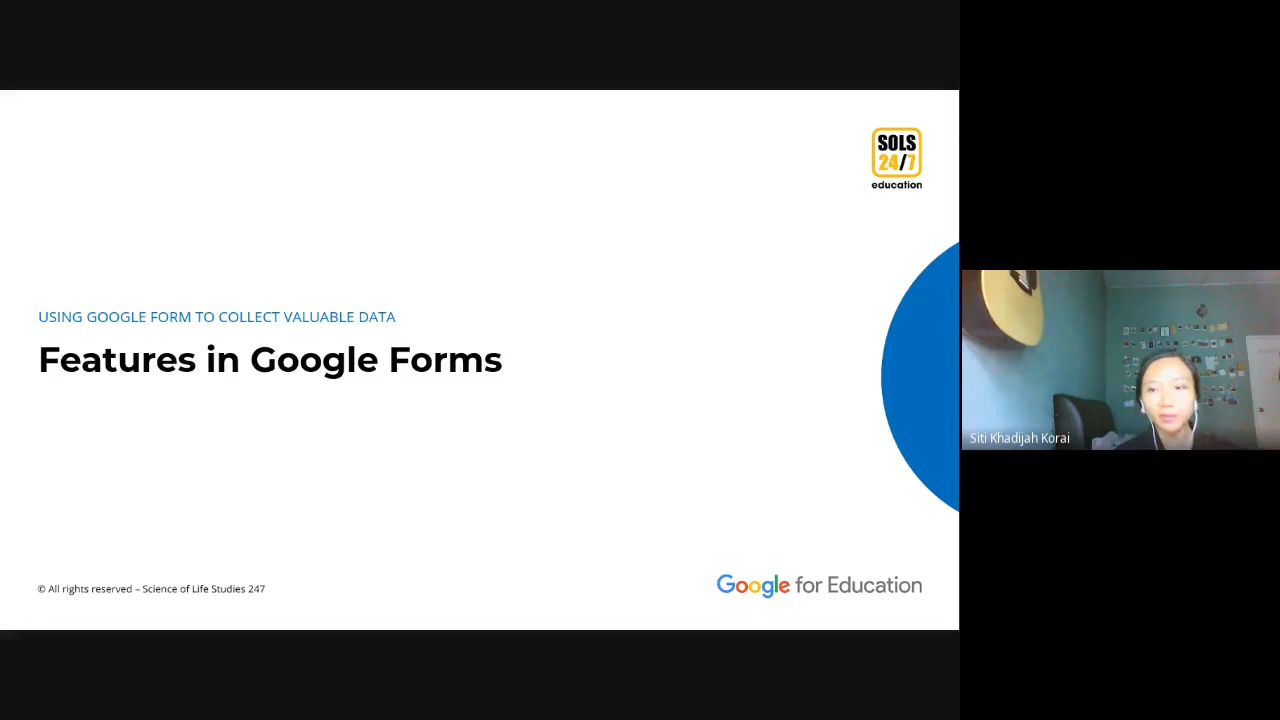 SOLS
24/7
education
USING GOOGLE FORM TO COLLECT VALUABLE DATA
Features in Google Forms
Siti Khadijah Korai
© All rights reserved – Science of Life Studies 247
Google for Education